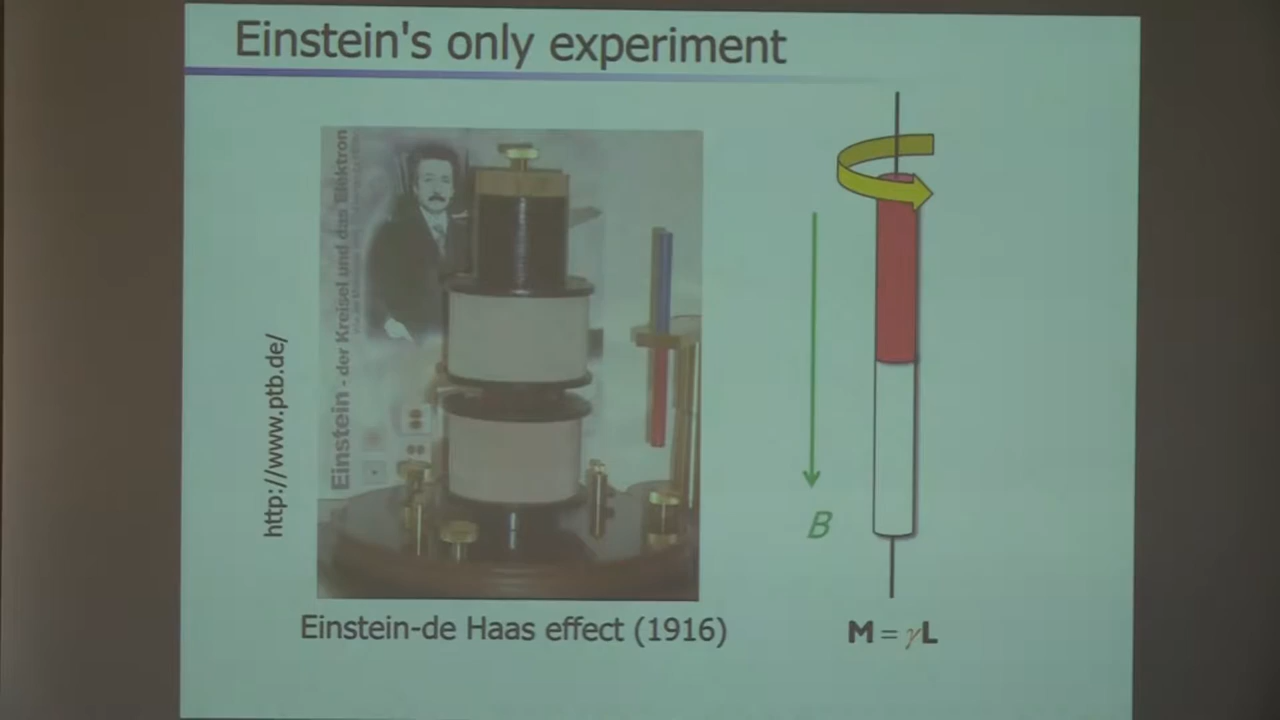 Einstein's only experiment
Einstein - der Kreisel und das Elektron
http://www.ptb.de/
B
Einstein-de Haas effect (1916)
M = γL